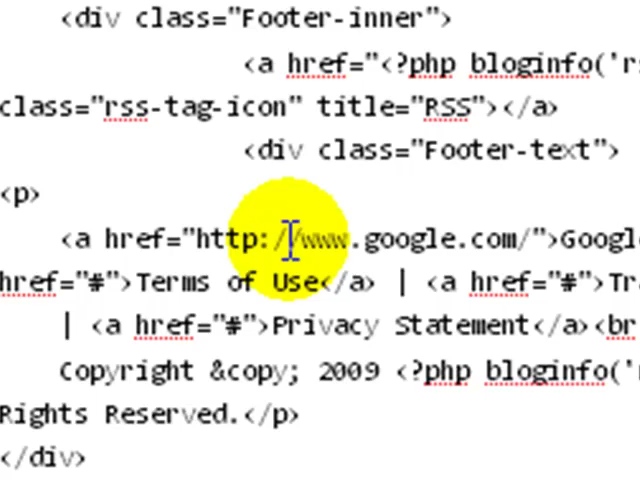 <div class="Footer-inner">
<a href="<?php bloginfo('
class="rss-tag-icon" title="RSS"></a>
<div class="Footer-text">
<p>
<a href="http://www.google.com/">Googl
href="#">Terms of Use</a> | <a href="#">Tr
| <a href="#">Privacy Statement</a><br
Copyright &copy; 2009 <?php bloginfo('
Rights Reserved.</p>
</div>